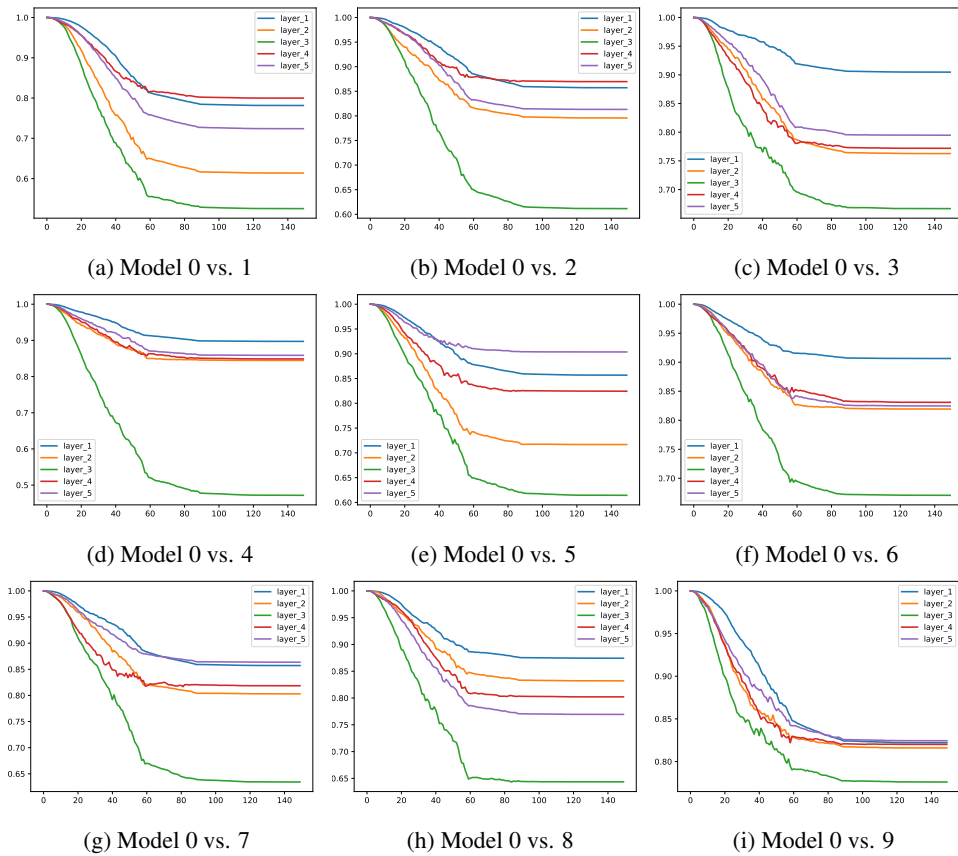 1.0
0.9
0.8
0.7
0.6
0 20 40 60 80 100 120 140
layer_1
layer_2
layer_3
layer_4
layer_5
(a) Model 0 vs. 1
1.00
0.95
0.90
0.85
0.80
0.75
0.70
0.65
0.60
0 20 40 60 80 100 120 140
layer_1
layer_2
layer_3
layer_4
layer_5
(b) Model 0 vs. 2
1.00
0.95
0.90
0.85
0.80
0.75
0.70
0 20 40 60 80 100 120 140
layer_1
layer_2
layer_3
layer_4
layer_5
(c) Model 0 vs. 3
1.0
0.9
0.8
0.7
0.6
0.5
0 20 40 60 80 100 120 140
layer_1
layer_2
layer_3
layer_4
layer_5
(d) Model 0 vs. 4
1.00
0.95
0.90
0.85
0.80
0.75
0.70
0.65
0.60
0 20 40 60 80 100 120 140
layer_1
layer_2
layer_3
layer_4
layer_5
(e) Model 0 vs. 5
1.00
0.95
0.90
0.85
0.80
0.75
0.70
0 20 40 60 80 100 120 140
layer_1
layer_2
layer_3
layer_4
layer_5
(f) Model 0 vs. 6
1.00
0.95
0.90
0.85
0.80
0.75
0.70
0.65
0 20 40 60 80 100 120 140
layer_1
layer_2
layer_3
layer_4
layer_5
(g) Model 0 vs. 7
1.00
0.95
0.90
0.85
0.80
0.75
0.70
0.65
0 20 40 60 80 100 120 140
layer_1
layer_2
layer_3
layer_4
layer_5
(h) Model 0 vs. 8
1.00
0.95
0.90
0.85
0.80
0 20 40 60 80 100 120 140
layer_1
layer_2
layer_3
layer_4
layer_5
(i) Model 0 vs. 9